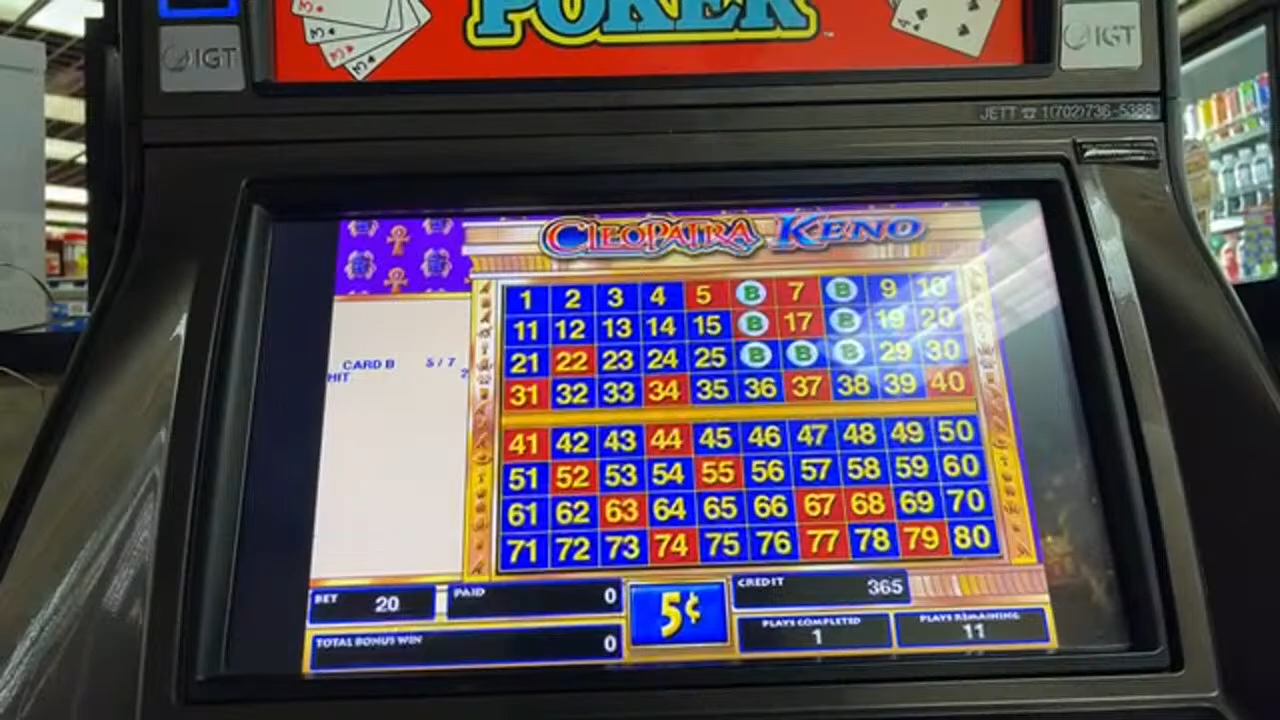 POKER
IGT
IGT
JETT ☎ 1(702)736-5388
CLEOPATRA KENO
CARD B 5/7
HIT 2
1 2 3 4 5 B 7 B 9 10
11 12 13 14 15 B 17 B 19 20
21 22 23 24 25 B B B 29 30
31 32 33 34 35 36 37 38 39 40
41 42 43 44 45 46 47 48 49 50
51 52 53 54 55 56 57 58 59 60
61 62 63 64 65 66 67 68 69 70
71 72 73 74 75 76 77 78 79 80
BET 20
PAID 0
5¢
CREDIT 365
TOTAL BONUS WIN 0
PLAYS COMPLETED
1
PLAYS REMAINING
11